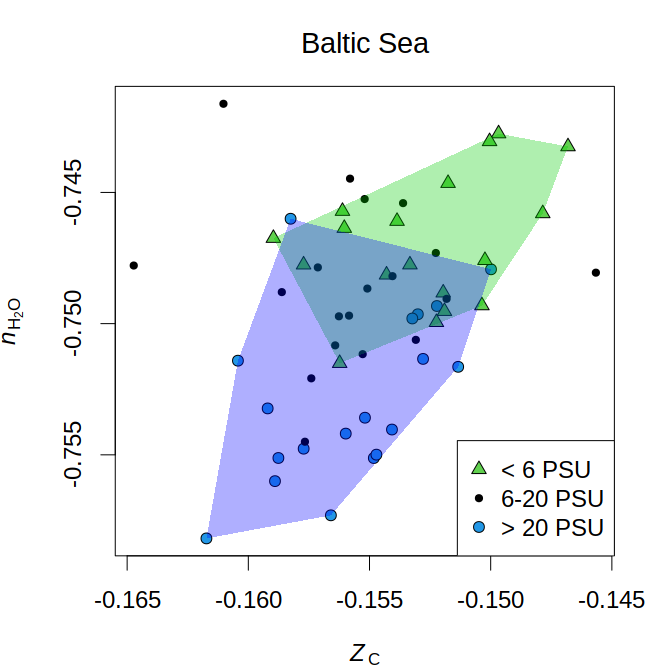 Baltic Sea
-0.745
-0.750
-0.755
nH2O
< 6 PSU
6-20 PSU
> 20 PSU
-0.165 -0.160 -0.155 -0.150 -0.145
ZC